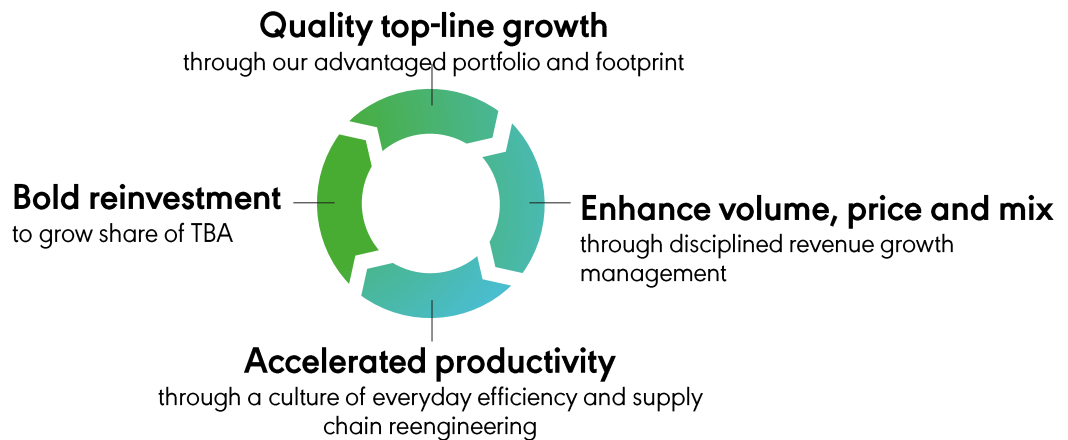 Quality top-line growth
through our advantaged portfolio and footprint
Bold reinvestment
to grow share of TBA
Enhance volume, price and mix
through disciplined revenue growth
management
Accelerated productivity
through a culture of everyday efficiency and supply
chain reengineering